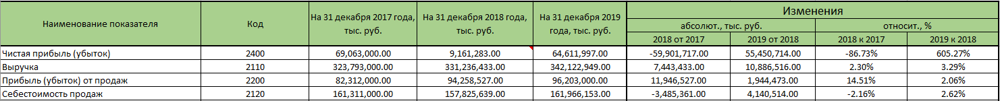 Наименование показателя Код На 31 декабря 2017 года, тыс. руб. На 31 декабря 2018 года, тыс. руб. На 31 декабря 2019 года, тыс. руб. Изменения
абсолют., тыс. руб. относит., %
2018 от 2017 2019 от 2018 2018 к 2017 2019 к 2018
Чистая прибыль (убыток) 2400 69,063,000.00 9,161,283.00 64,611,997.00 -59,901,717.00 55,450,714.00 -86.73% 605.27%
Выручка 2110 323,793,000.00 331,236,433.00 342,122,949.00 7,443,433.00 10,886,516.00 2.30% 3.29%
Прибыль (убыток) от продаж 2200 82,312,000.00 94,258,527.00 96,203,000.00 11,946,527.00 1,944,473.00 14.51% 2.06%
Себестоимость продаж 2120 161,311,000.00 157,825,639.00 161,966,153.00 -3,485,361.00 4,140,514.00 -2.16% 2.62%